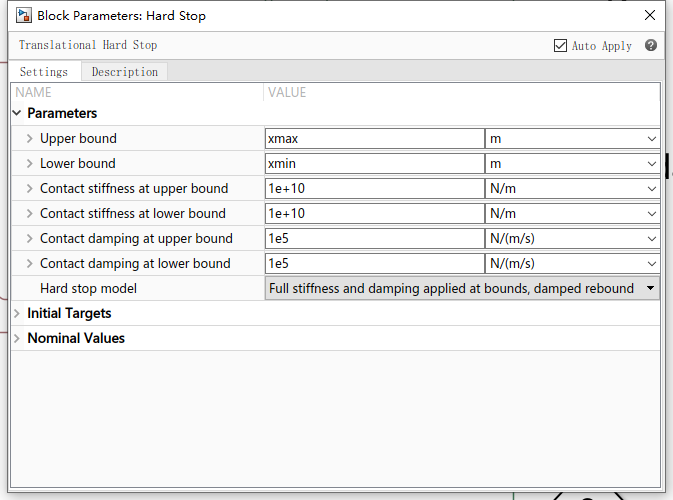 Block Parameters: Hard Stop
Translational Hard Stop
Auto Apply
Settings Description
NAME VALUE
Parameters
Upper bound xmax m
Lower bound xmin m
Contact stiffness at upper bound 1e+10 N/m
Contact stiffness at lower bound 1e+10 N/m
Contact damping at upper bound 1e5 N/(m/s)
Contact damping at lower bound 1e5 N/(m/s)
Hard stop model Full stiffness and damping applied at bounds, damped rebound
Initial Targets
Nominal Values